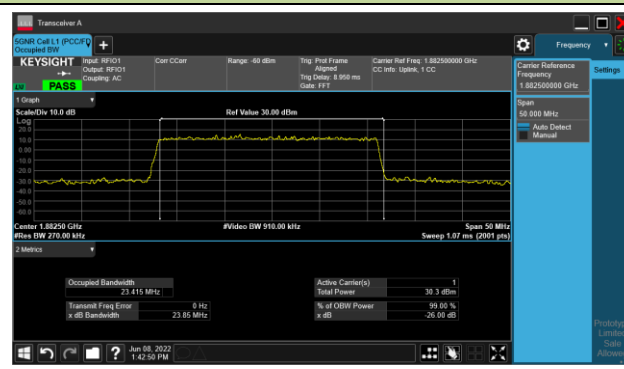 Transceiver A
5GNR Cell L1 (PCC/F
Occupied BW
Frequency
KEYSIGHT
Input: RFIO1
Output: RFIO1
Coupling: AC
Corr CCorr
Range: -60 dBm
Trig: Prot Frame
Aligned
Trig Delay: 8.950 ms
Gate: FFT
Carrier Ref Freq: 1.882500000 GHz
CC Info: Uplink, 1 CC
LXI
PASS
Carrier Reference
Frequency
1.882500000 GHz
Settings
Span
50.000 MHz
Auto Detect
Manual
1 Graph
Scale/Div 10.0 dB
Ref Value 30.00 dBm
Log
20.0
10.0
0.00
-10.0
-20.0
-30.0
-40.0
-50.0
-60.0
Center 1.88250 GHz
#Video BW 910.00 kHz
Span 50 MHz
#Res BW 270.00 kHz
Sweep 1.07 ms (2001 pts)
2 Metrics
Occupied Bandwidth
23.415 MHz
Active Carrier(s) 1
Total Power 30.3 dBm
Transmit Freq Error 0 Hz
x dB Bandwidth 23.85 MHz
% of OBW Power 99.00 %
x dB -26.00 dB
Prototyp
Limited
Sale
Allowed
Jun 08, 2022
1:42:50 PM